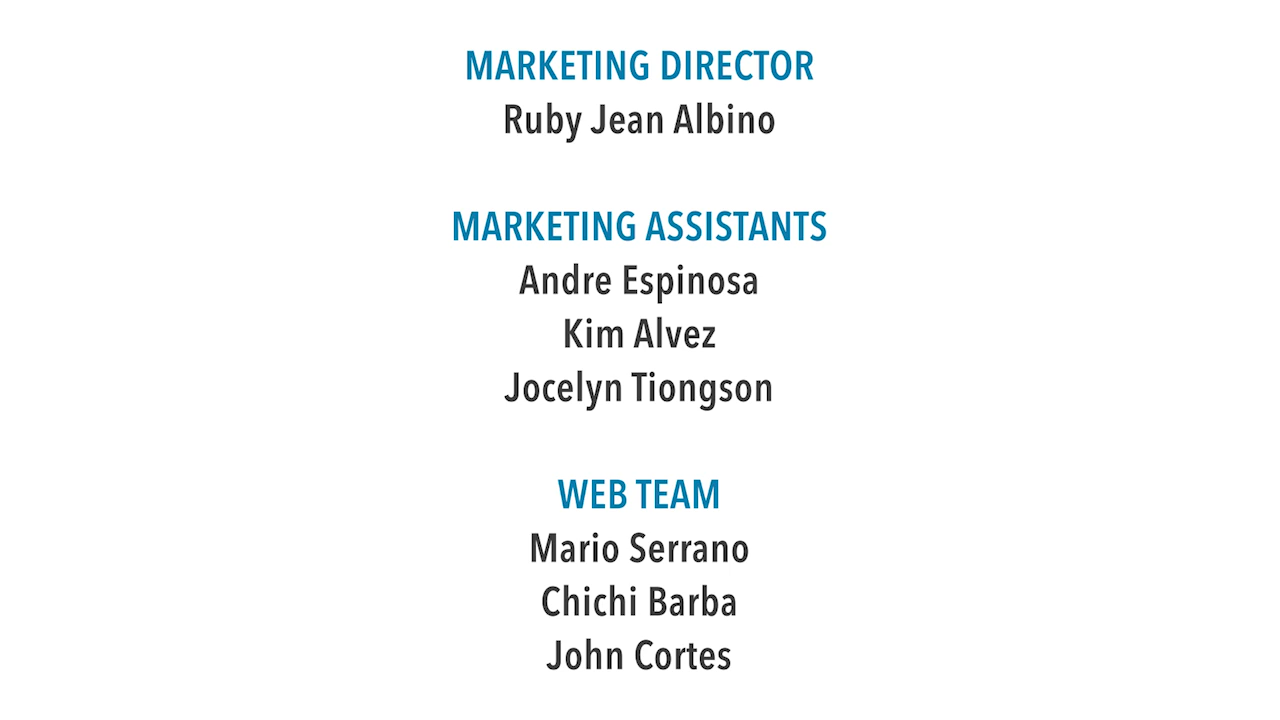 MARKETING DIRECTOR
Ruby Jean Albino
MARKETING ASSISTANTS
Andre Espinosa
Kim Alvez
Jocelyn Tiongson
WEB TEAM
Mario Serrano
Chichi Barba
John Cortes